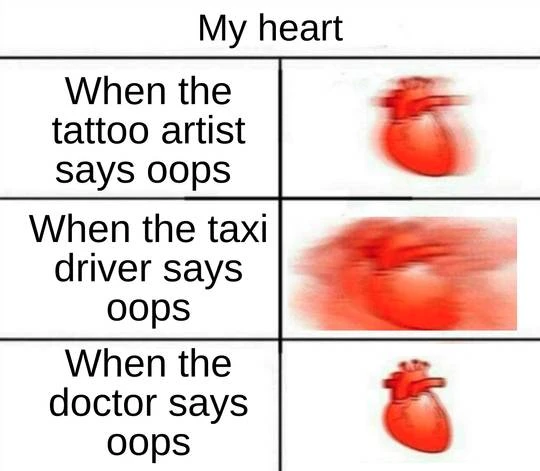 My heart
When the
tattoo artist
says oops
When the taxi
driver says
oops
When the
doctor says
oops